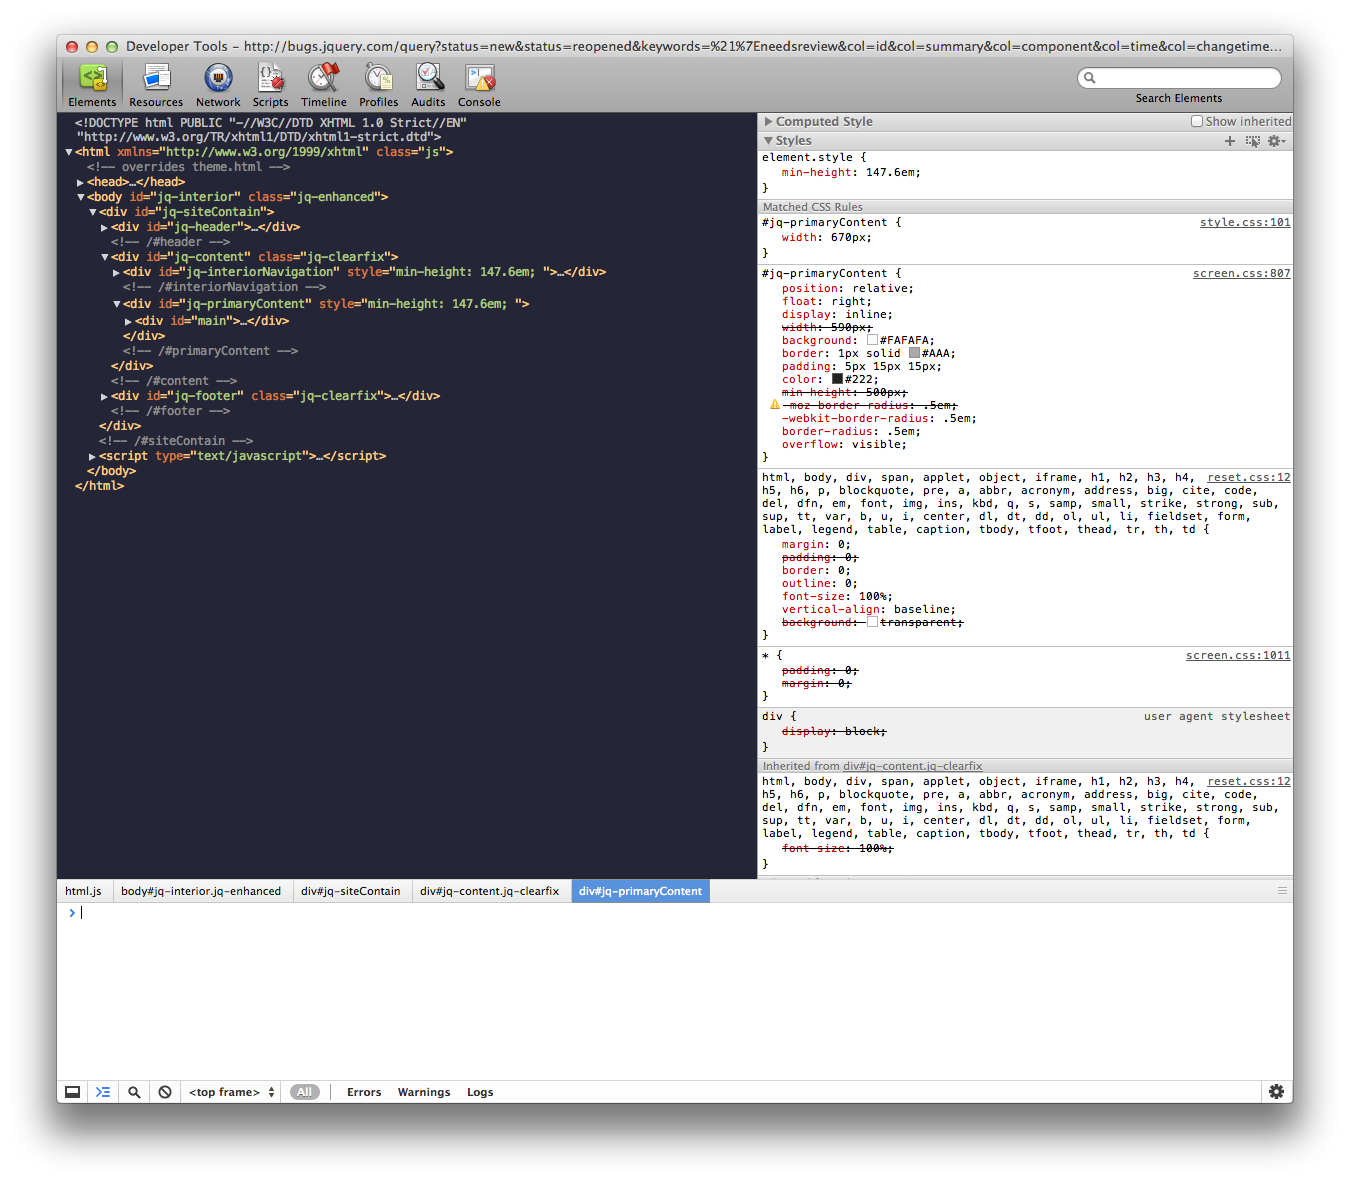 Developer Tools – http://bugs.jquery.com/query?status=new&status=reopened&keywords=%21%7Eneedsreview&col=id&col=summary&col=component&col=time&col=changetime…
Elements Resources Network Scripts Timeline Profiles Audits Console
Search Elements
<!DOCTYPE html PUBLIC "-//W3C//DTD XHTML 1.0 Strict//EN"
"http://www.w3.org/TR/xhtml1/DTD/xhtml1-strict.dtd">
▼<html xmlns="http://www.w3.org/1999/xhtml" class="js">
<!-- overrides theme.html -->
▶<head>…</head>
▼<body id="jq-interior" class="jq-enhanced">
▼<div id="jq-siteContain">
▶<div id="jq-header">…</div>
<!-- /#header -->
▼<div id="jq-content" class="jq-clearfix">
▶<div id="jq-interiorNavigation" style="min-height: 147.6em; ">…</div>
<!-- /#interiorNavigation -->
▼<div id="jq-primaryContent" style="min-height: 147.6em; ">
▶<div id="main">…</div>
</div>
<!-- /#primaryContent -->
</div>
<!-- /#content -->
▶<div id="jq-footer" class="jq-clearfix">…</div>
<!-- /#footer -->
</div>
<!-- /#siteContain -->
▶<script type="text/javascript">…</script>
</body>
</html>
▶ Computed Style Show inherited
▼ Styles
element.style {
min-height: 147.6em;
}
Matched CSS Rules
#jq-primaryContent { style.css:101
width: 670px;
}
#jq-primaryContent { screen.css:807
position: relative;
float: right;
display: inline;
width: 590px;
background: #FAFAFA;
border: 1px solid #AAA;
padding: 5px 15px 15px;
color: #222;
min-height: 500px;
-moz-border-radius: .5em;
-webkit-border-radius: .5em;
border-radius: .5em;
overflow: visible;
}
html, body, div, span, applet, object, iframe, h1, h2, h3, h4, reset.css:12
h5, h6, p, blockquote, pre, a, abbr, acronym, address, big, cite, code,
del, dfn, em, font, img, ins, kbd, q, s, samp, small, strike, strong, sub,
sup, tt, var, b, u, i, center, dl, dt, dd, ol, ul, li, fieldset, form,
label, legend, table, caption, tbody, tfoot, thead, tr, th, td {
margin: 0;
padding: 0;
border: 0;
outline: 0;
font-size: 100%;
vertical-align: baseline;
background: transparent;
}
* { screen.css:1011
padding: 0;
margin: 0;
}
div { user agent stylesheet
display: block;
}
Inherited from div#jq-content.jq-clearfix
html, body, div, span, applet, object, iframe, h1, h2, h3, h4, reset.css:12
h5, h6, p, blockquote, pre, a, abbr, acronym, address, big, cite, code,
del, dfn, em, font, img, ins, kbd, q, s, samp, small, strike, strong, sub,
sup, tt, var, b, u, i, center, dl, dt, dd, ol, ul, li, fieldset, form,
label, legend, table, caption, tbody, tfoot, thead, tr, th, td {
font-size: 100%;
}
html.js body#jq-interior.jq-enhanced div#jq-siteContain div#jq-content.jq-clearfix div#jq-primaryContent
>
<top frame> All Errors Warnings Logs